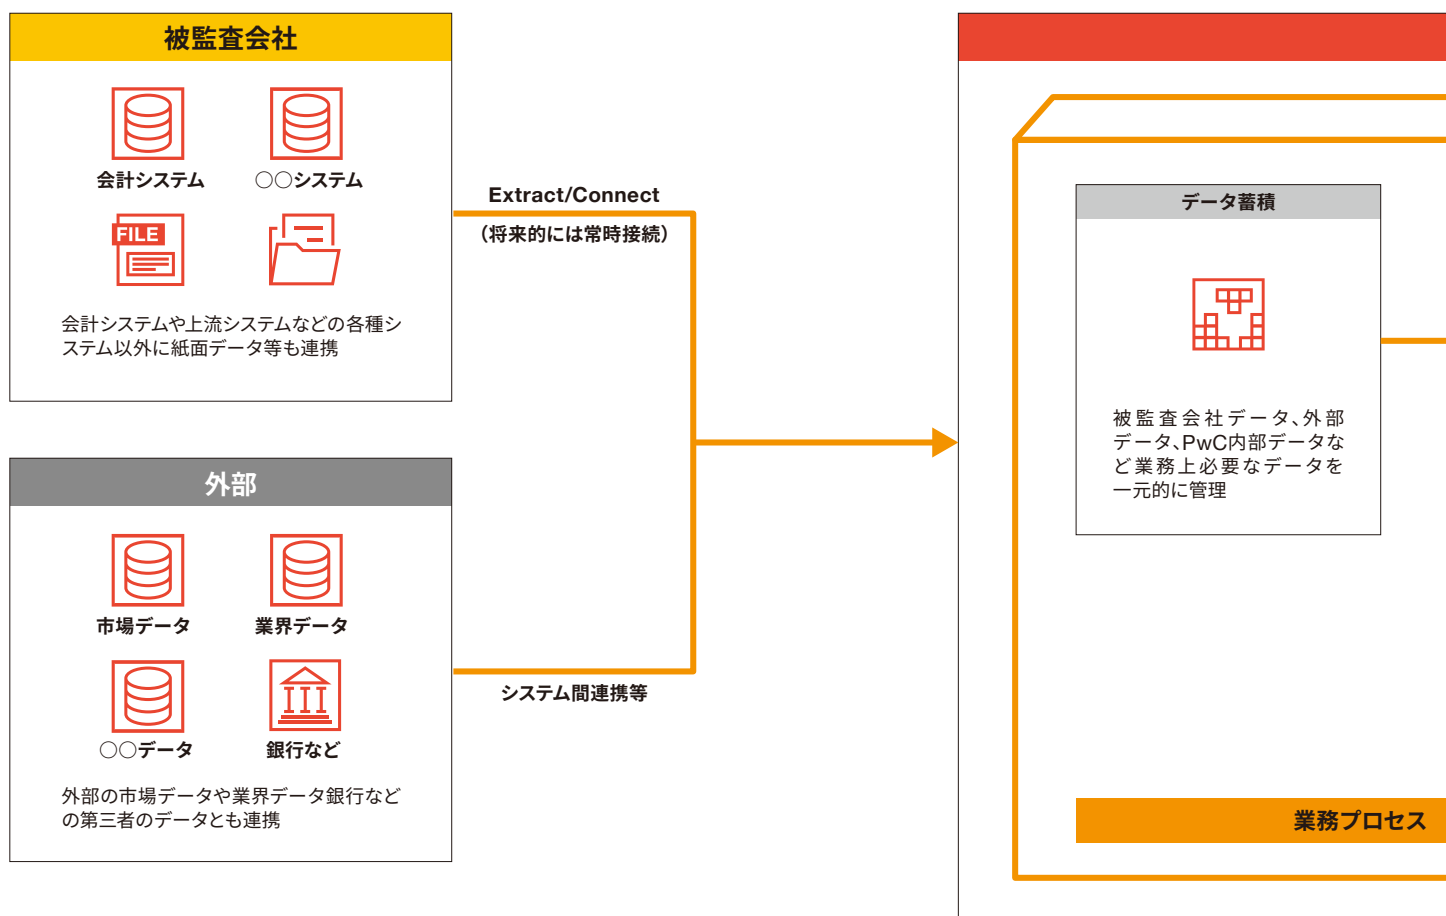 被監査会社
会計システム
○○システム
FILE
会計システムや上流システムなどの各種シ
ステム以外に紙面データ等も連携
Extract/Connect
（将来的には常時接続）
外部
市場データ
業界データ
○○データ
銀行など
外部の市場データや業界データ銀行など
の第三者のデータとも連携
システム間連携等
データ蓄積
被監査会社データ、外部
データ、PwC内部データな
ど業務上必要なデータを
一元的に管理
業務プロセス